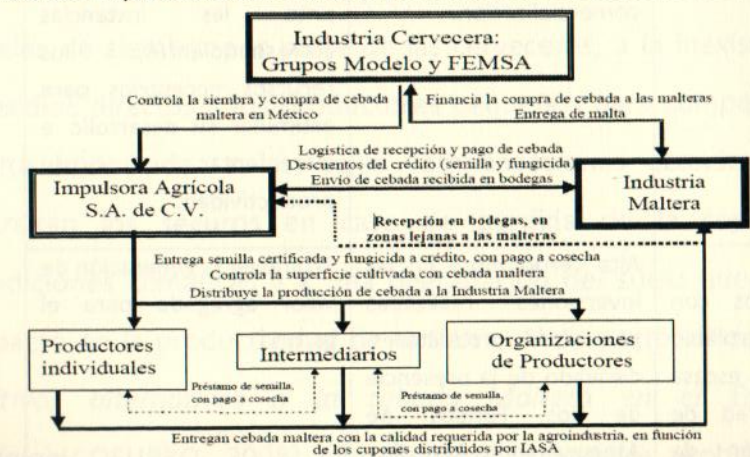 Industria Cervecera:
Grupos Modelo y FEMSA
Controla la siembra y compra de cebada
maltera en México
Financia la compra de cebada a las malteras
Entrega de malta
Logística de recepción y pago de cebada
Descuentos del crédito (semilla y fungicida)
Envío de cebada recibida en bodegas
Impulsora Agrícola
S.A. de C.V.
Industria
Maltera
Recepción en bodegas, en
zonas lejanas a las malteras
Entrega semilla certificada y fungicida a crédito, con pago a cosecha
Controla la superficie cultivada con cebada maltera
Distribuye la producción de cebada a la Industria Maltera
Productores
individuales
Intermediarios
Organizaciones
de Productores
Préstamo de semilla,
con pago a cosecha
Préstamo de semilla,
con pago a cosecha
Entregan cebada maltera con la calidad requerida por la agroindustria, en función
de los cupones distribuidos por IASA